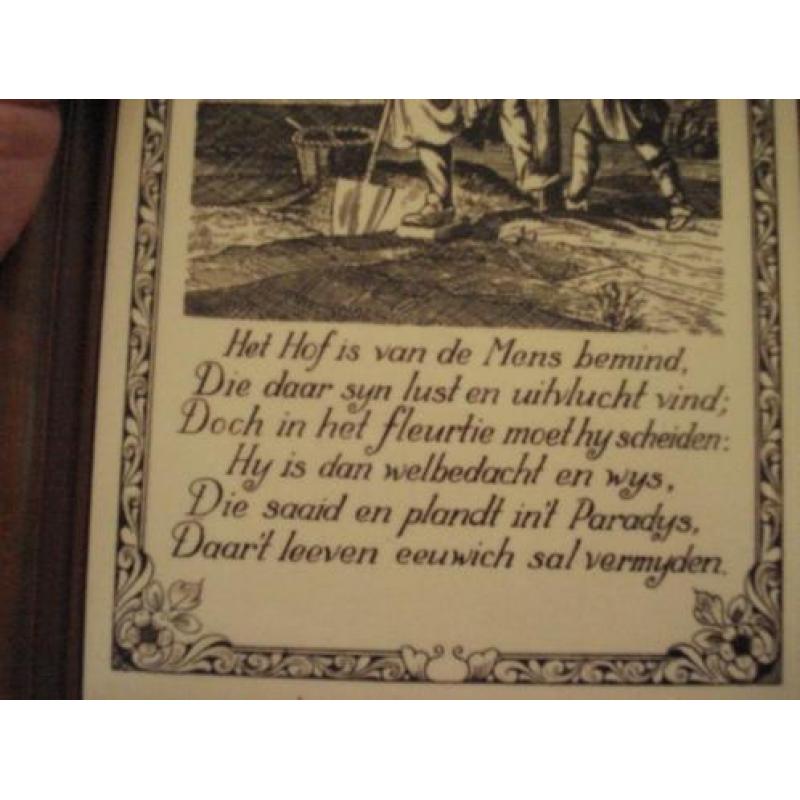 Het Hof is van de Mens bemind,
Die daar syn lust en uitvlucht vind;
Doch in het fleurtie moet hy scheiden:
Hy is dan welbedacht en wys,
Die saaid en plandt in't Paradys,
Daar't leeven eeuwich sal vermyden.